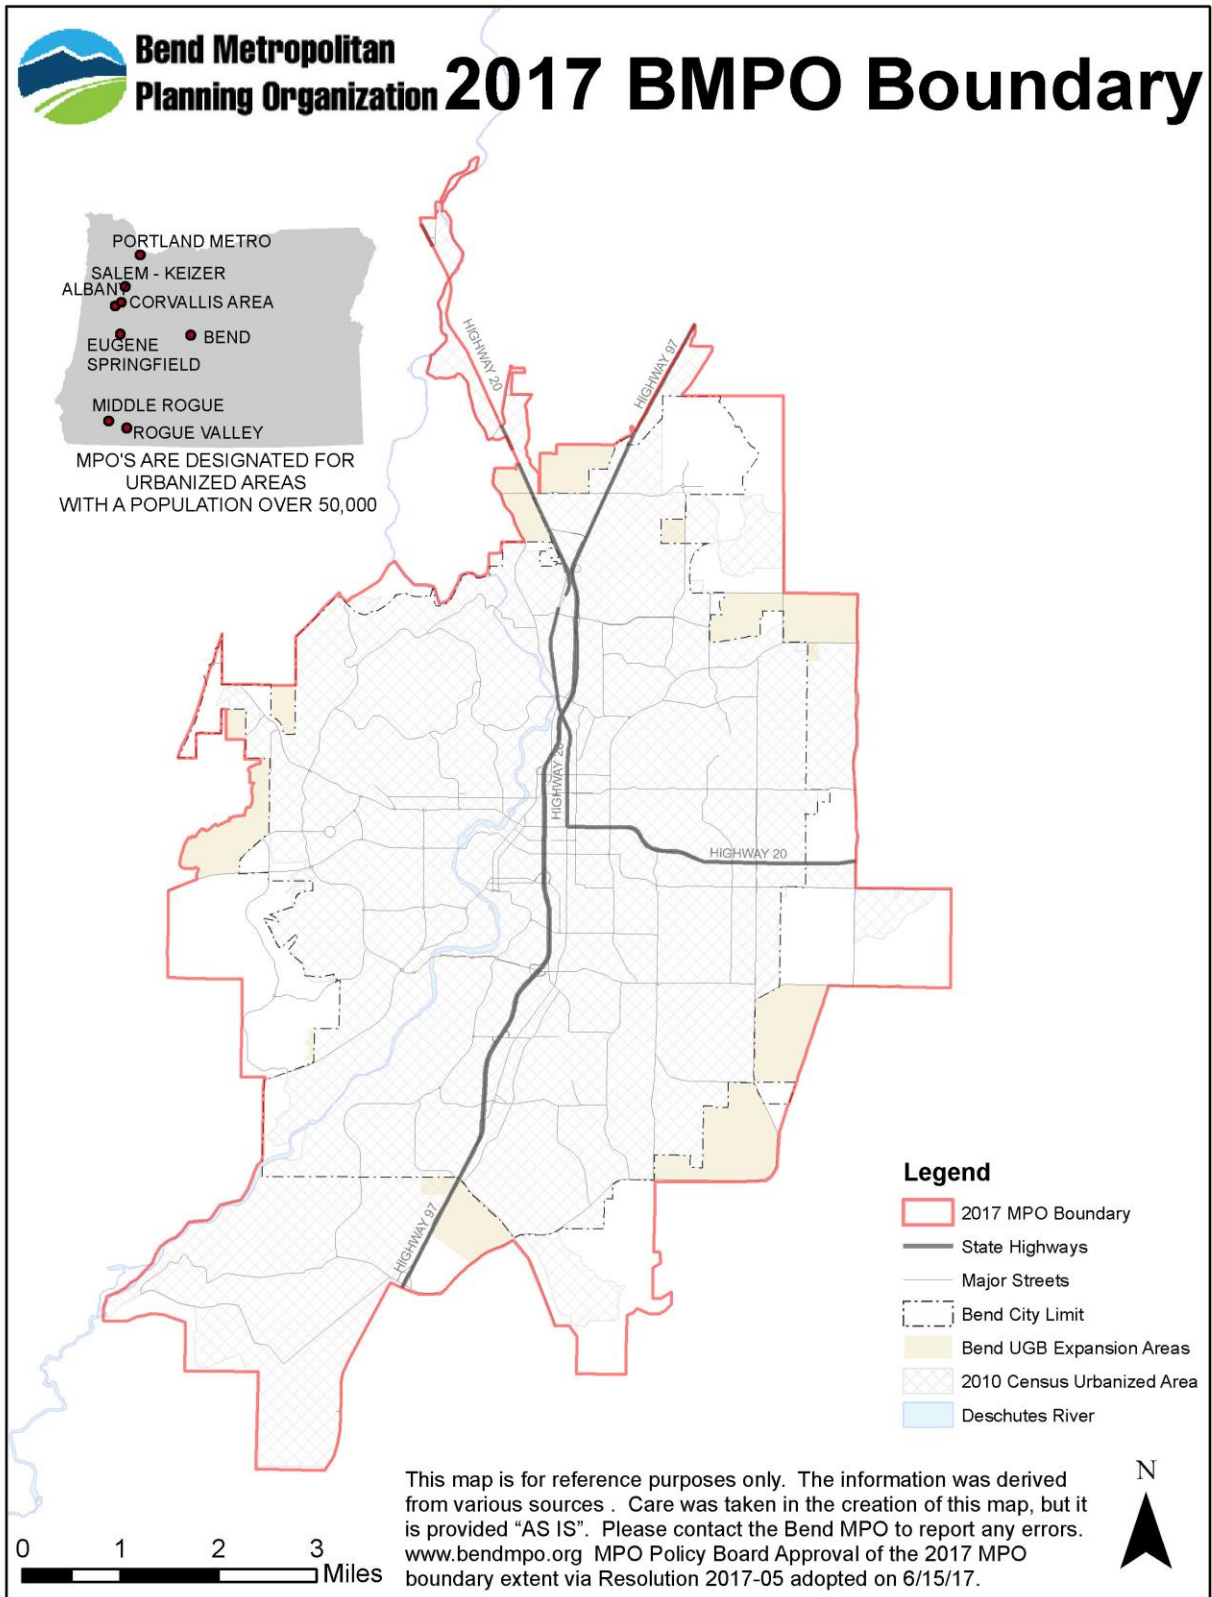 Bend Metropolitan
Planning Organization
2017 BMPO Boundary
PORTLAND METRO
SALEM - KEIZER
ALBANY
CORVALLIS AREA
BEND
EUGENE
SPRINGFIELD
MIDDLE ROGUE
ROGUE VALLEY
MPO'S ARE DESIGNATED FOR
URBANIZED AREAS
WITH A POPULATION OVER 50,000
HIGHWAY 20
HIGHWAY 97
HIGHWAY 20
HIGHWAY 20
HIGHWAY 97
Legend
2017 MPO Boundary
State Highways
Major Streets
Bend City Limit
Bend UGB Expansion Areas
2010 Census Urbanized Area
Deschutes River
N
This map is for reference purposes only. The information was derived
from various sources . Care was taken in the creation of this map, but it
is provided “AS IS”. Please contact the Bend MPO to report any errors.
www.bendmpo.org MPO Policy Board Approval of the 2017 MPO
boundary extent via Resolution 2017-05 adopted on 6/15/17.
0 1 2 3
Miles